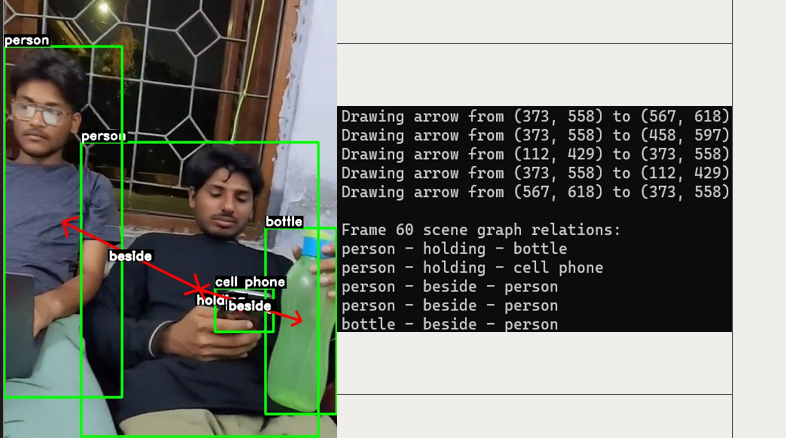 person
person
bottle
beside
cell phone
beside
Drawing arrow from (373, 558) to (567, 618)
Drawing arrow from (373, 558) to (458, 597)
Drawing arrow from (112, 429) to (373, 558)
Drawing arrow from (373, 558) to (112, 429)
Drawing arrow from (567, 618) to (373, 558)
Frame 60 scene graph relations:
person - holding - bottle
person - holding - cell phone
person - beside - person
person - beside - person
bottle - beside - person